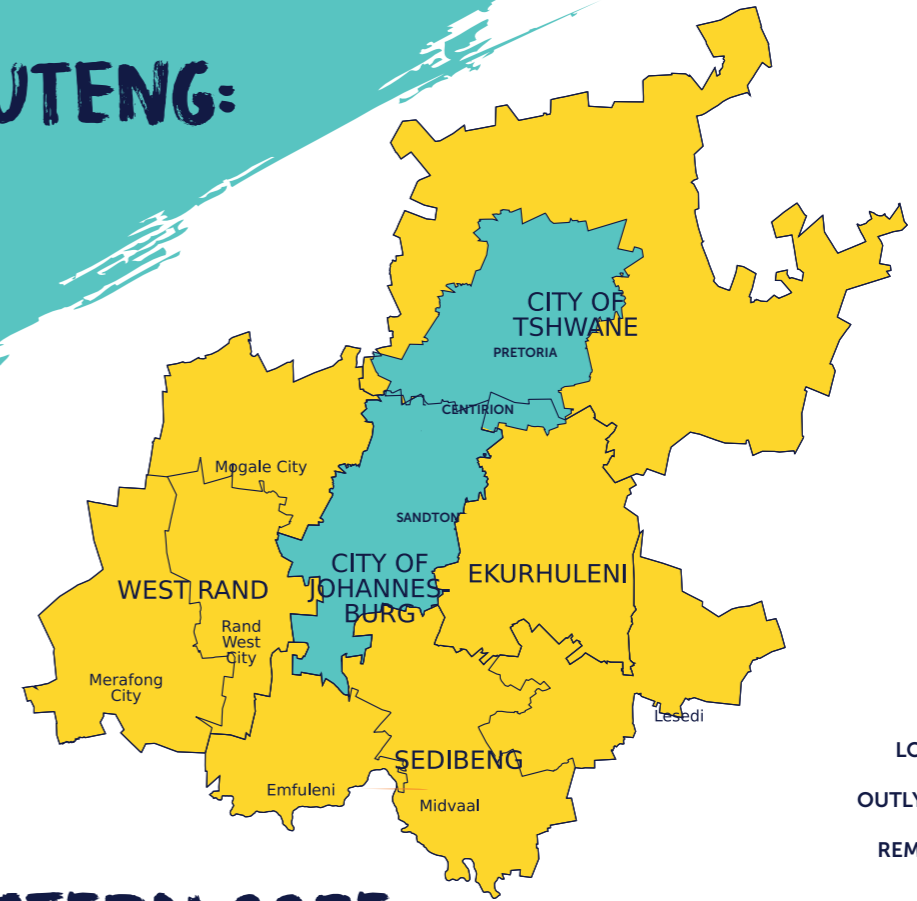 UTENG:
CITY OF
TSHWANE
PRETORIA
CENTIRION
Mogale City
SANDTON
CITY OF
JOHANNES-
BURG
EKURHULENI
WEST RAND
Rand
West
City
Merafong
City
Lesedi
SEDIBENG
Emfuleni
Midvaal
LO
OUTLY
REM